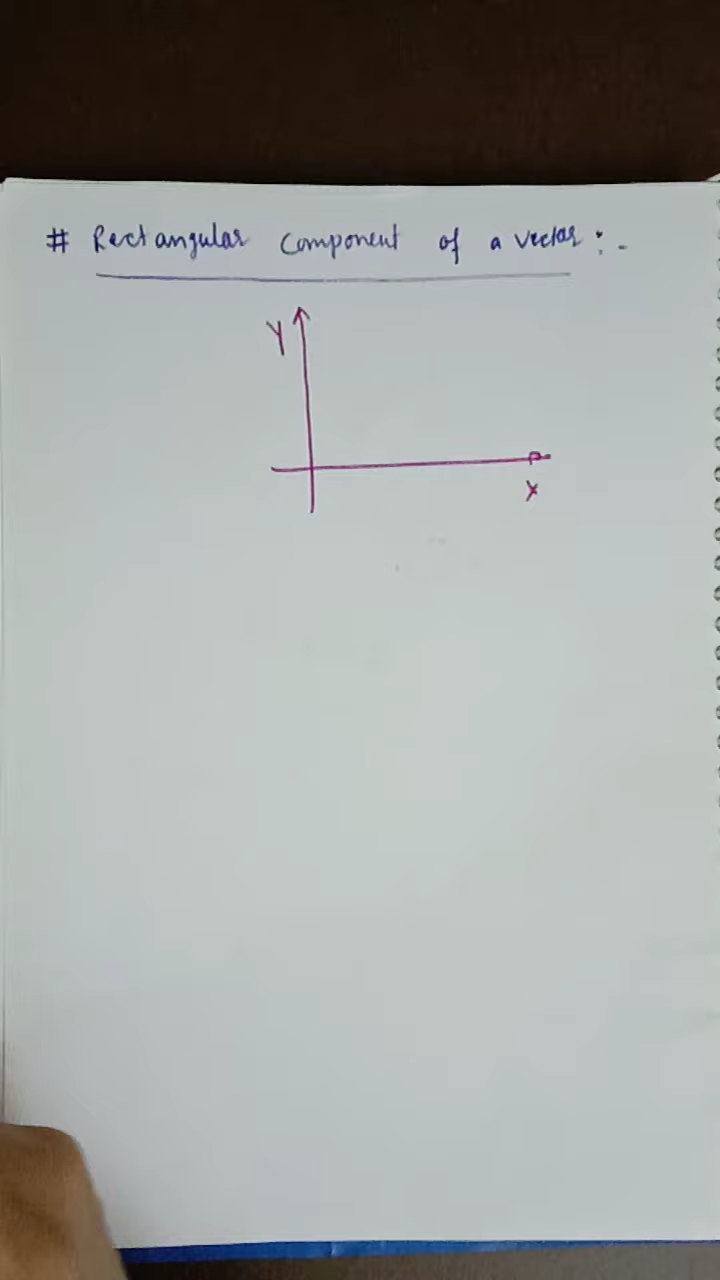 # Rectangular component of a vector :-
Y
X